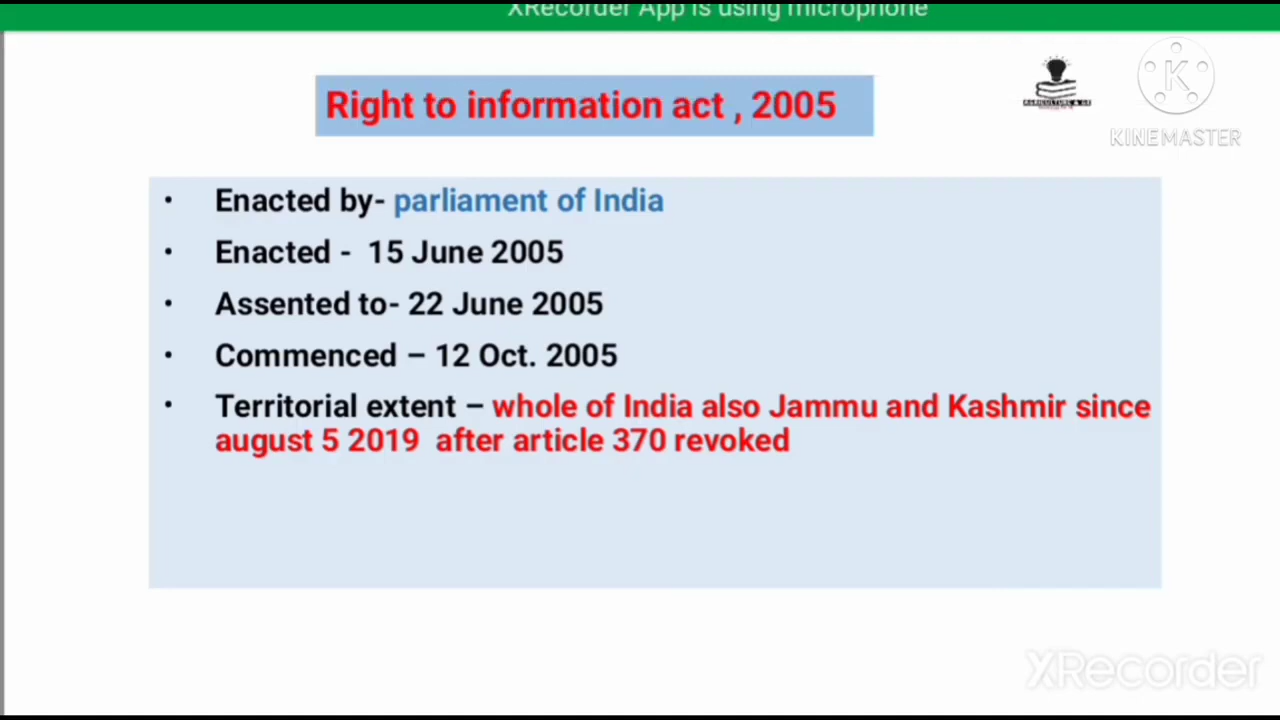 XRecorder App is using microphone
Right to information act , 2005
AGRICULTURE & GK
KINEMASTER
• Enacted by- parliament of India
• Enacted - 15 June 2005
• Assented to- 22 June 2005
• Commenced – 12 Oct. 2005
• Territorial extent – whole of India also Jammu and Kashmir since
august 5 2019 after article 370 revoked
XRecorder